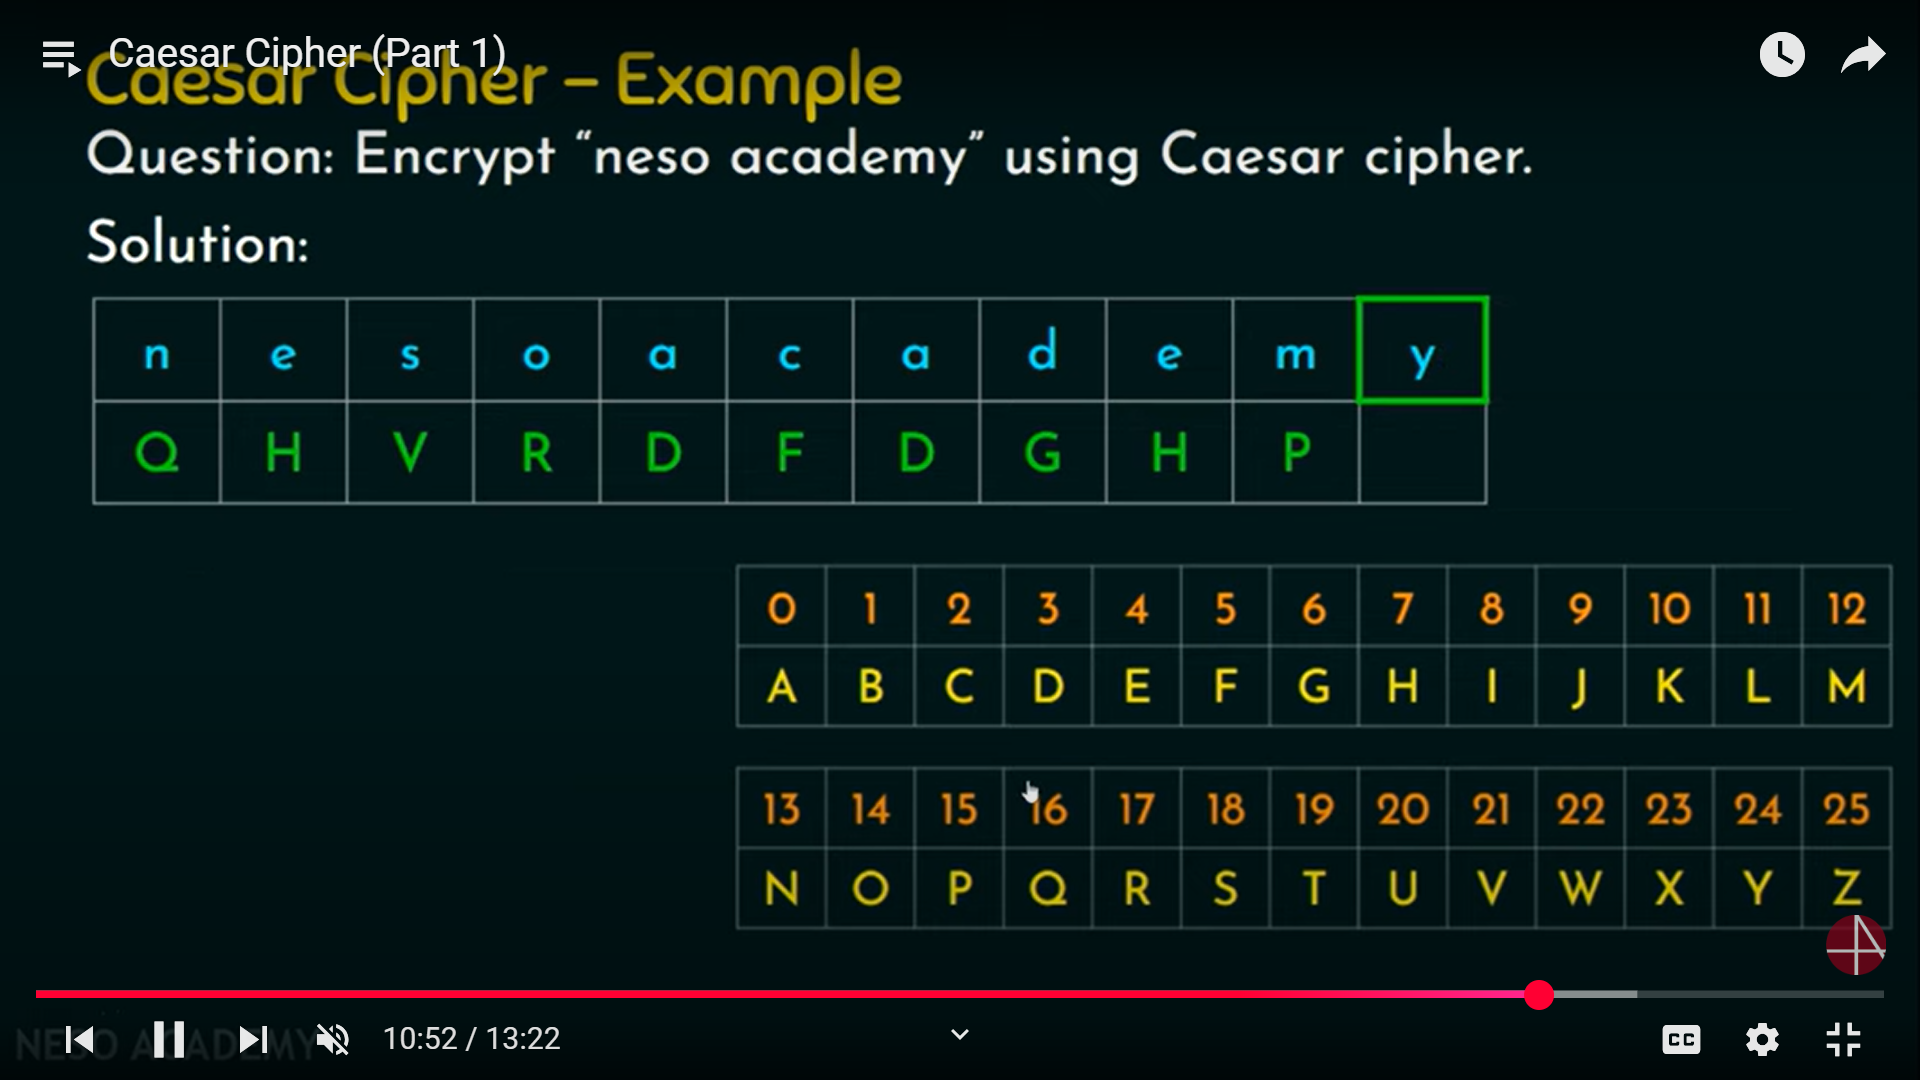 Caesar Cipher (Part 1)
Caesar Cipher – Example
Question: Encrypt “neso academy” using Caesar cipher.
Solution:
n e s o a c a d e m y
Q H V R D F D G H P
0 1 2 3 4 5 6 7 8 9 10 11 12
A B C D E F G H I J K L M
13 14 15 16 17 18 19 20 21 22 23 24 25
N O P Q R S T U V W X Y Z
NESO ACADEMY
10:52 / 13:22
CC